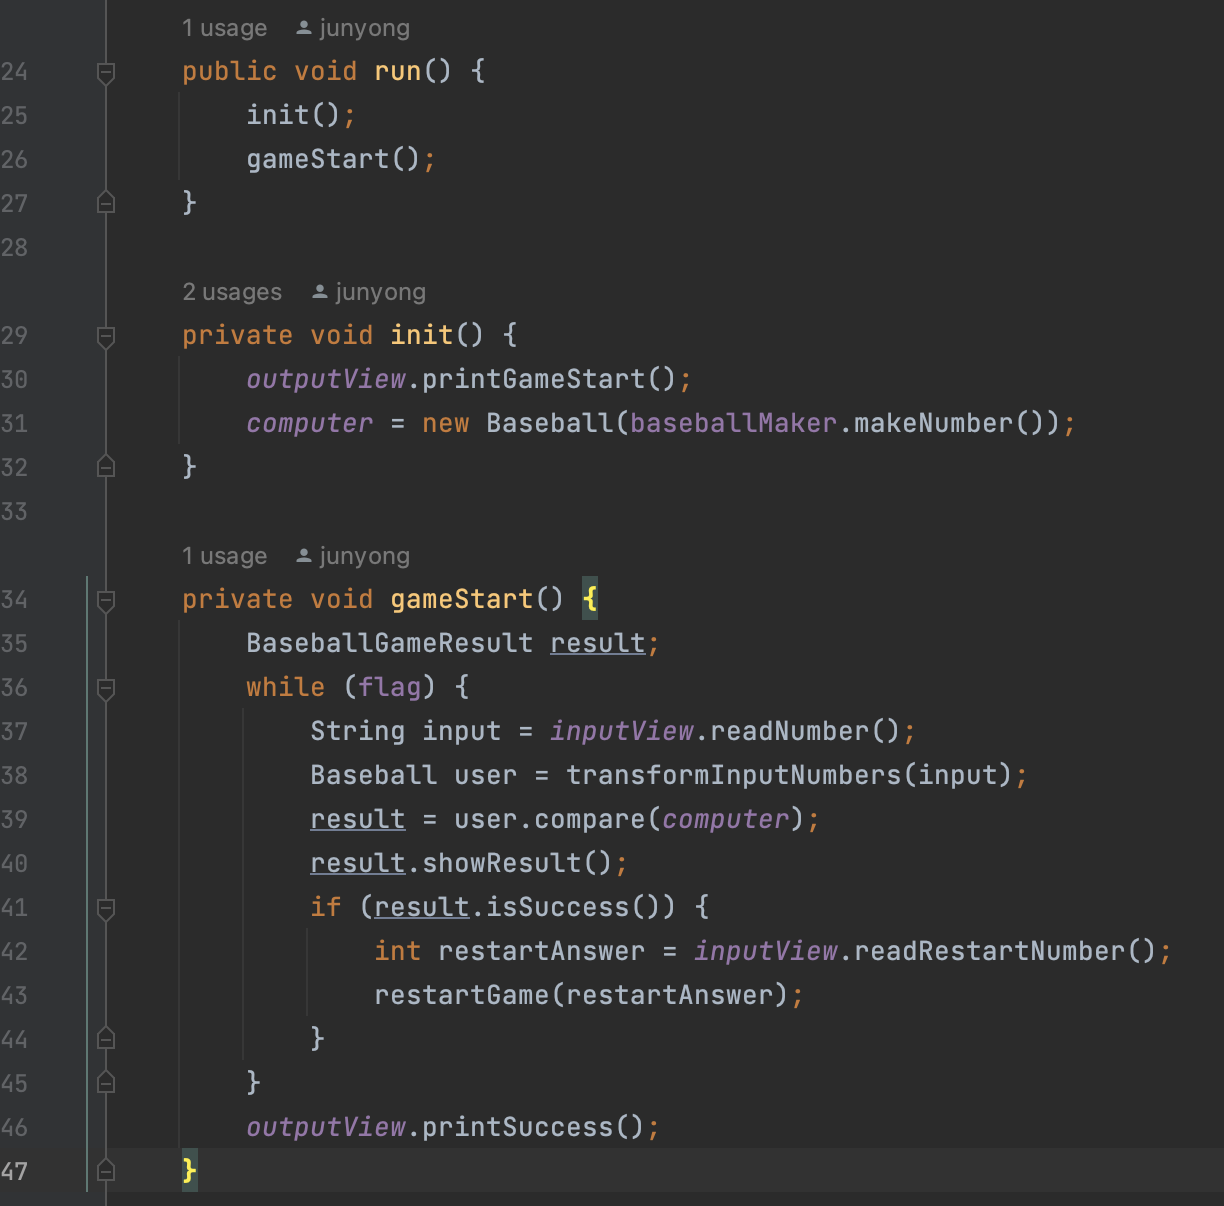 1 usage junyong
24 public void run() {
25 init();
26 gameStart();
27 }
28
2 usages junyong
29 private void init() {
30 outputView.printGameStart();
31 computer = new Baseball(baseballMaker.makeNumber());
32 }
33
1 usage junyong
34 private void gameStart() {
35 BaseballGameResult result;
36 while (flag) {
37 String input = inputView.readNumber();
38 Baseball user = transformInputNumbers(input);
39 result = user.compare(computer);
40 result.showResult();
41 if (result.isSuccess()) {
42 int restartAnswer = inputView.readRestartNumber();
43 restartGame(restartAnswer);
44 }
45 }
46 outputView.printSuccess();
47 }